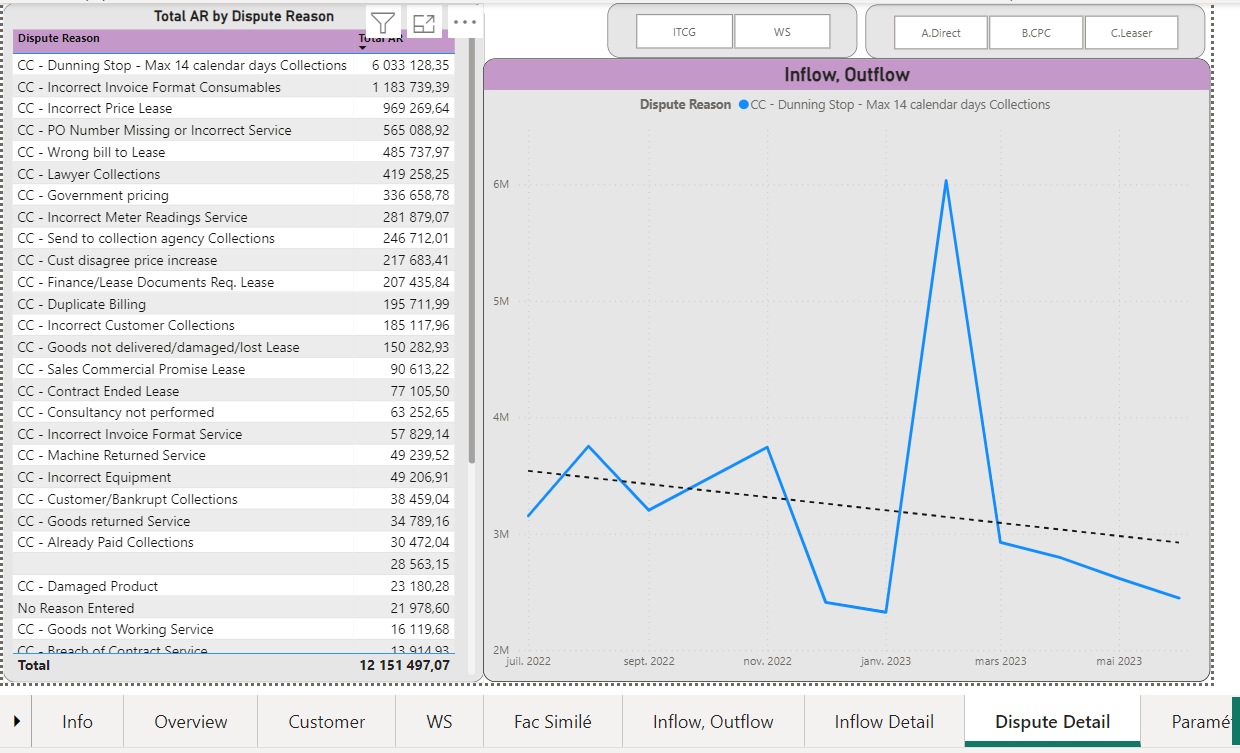 Total AR by Dispute Reason
Dispute Reason Total AR
CC - Dunning Stop - Max 14 calendar days Collections 6 033 128,35
CC - Incorrect Invoice Format Consumables 1 183 739,39
CC - Incorrect Price Lease 969 269,64
CC - PO Number Missing or Incorrect Service 565 088,92
CC - Wrong bill to Lease 485 737,97
CC - Lawyer Collections 419 258,25
CC - Government pricing 336 658,78
CC - Incorrect Meter Readings Service 281 879,07
CC - Send to collection agency Collections 246 712,01
CC - Cust disagree price increase 217 683,41
CC - Finance/Lease Documents Req. Lease 207 435,84
CC - Duplicate Billing 195 711,99
CC - Incorrect Customer Collections 185 117,96
CC - Goods not delivered/damaged/lost Lease 150 282,93
CC - Sales Commercial Promise Lease 90 613,22
CC - Contract Ended Lease 77 105,50
CC - Consultancy not performed 63 252,65
CC - Incorrect Invoice Format Service 57 829,14
CC - Machine Returned Service 49 239,52
CC - Incorrect Equipment 49 206,91
CC - Customer/Bankrupt Collections 38 459,04
CC - Goods returned Service 34 789,16
CC - Already Paid Collections 30 472,04
28 563,15
CC - Damaged Product 23 180,28
No Reason Entered 21 978,60
CC - Goods not Working Service 16 119,68
CC - Breach of Contract Service 13 914,93
Total 12 151 497,07
ITCG WS A.Direct B.CPC C.Leaser
Inflow, Outflow
Dispute Reason CC - Dunning Stop - Max 14 calendar days Collections
6M
5M
4M
3M
2M
juil. 2022 sept. 2022 nov. 2022 janv. 2023 mars 2023 mai 2023
Info Overview Customer WS Fac Similé Inflow, Outflow Inflow Detail Dispute Detail Paramé